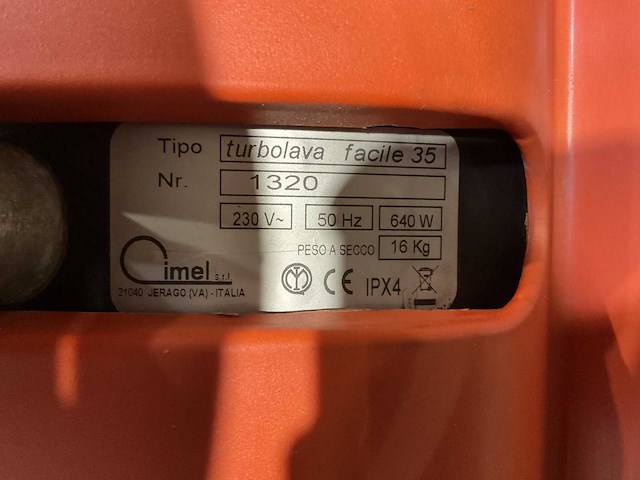 Tipo turbolava facile 35
Nr. 1320
230 V~ 50 Hz 640 W
PESO A SECCO 16 Kg
Cimel s.r.l.
21040 JERAGO (VA) - ITALIA
CE IPX4